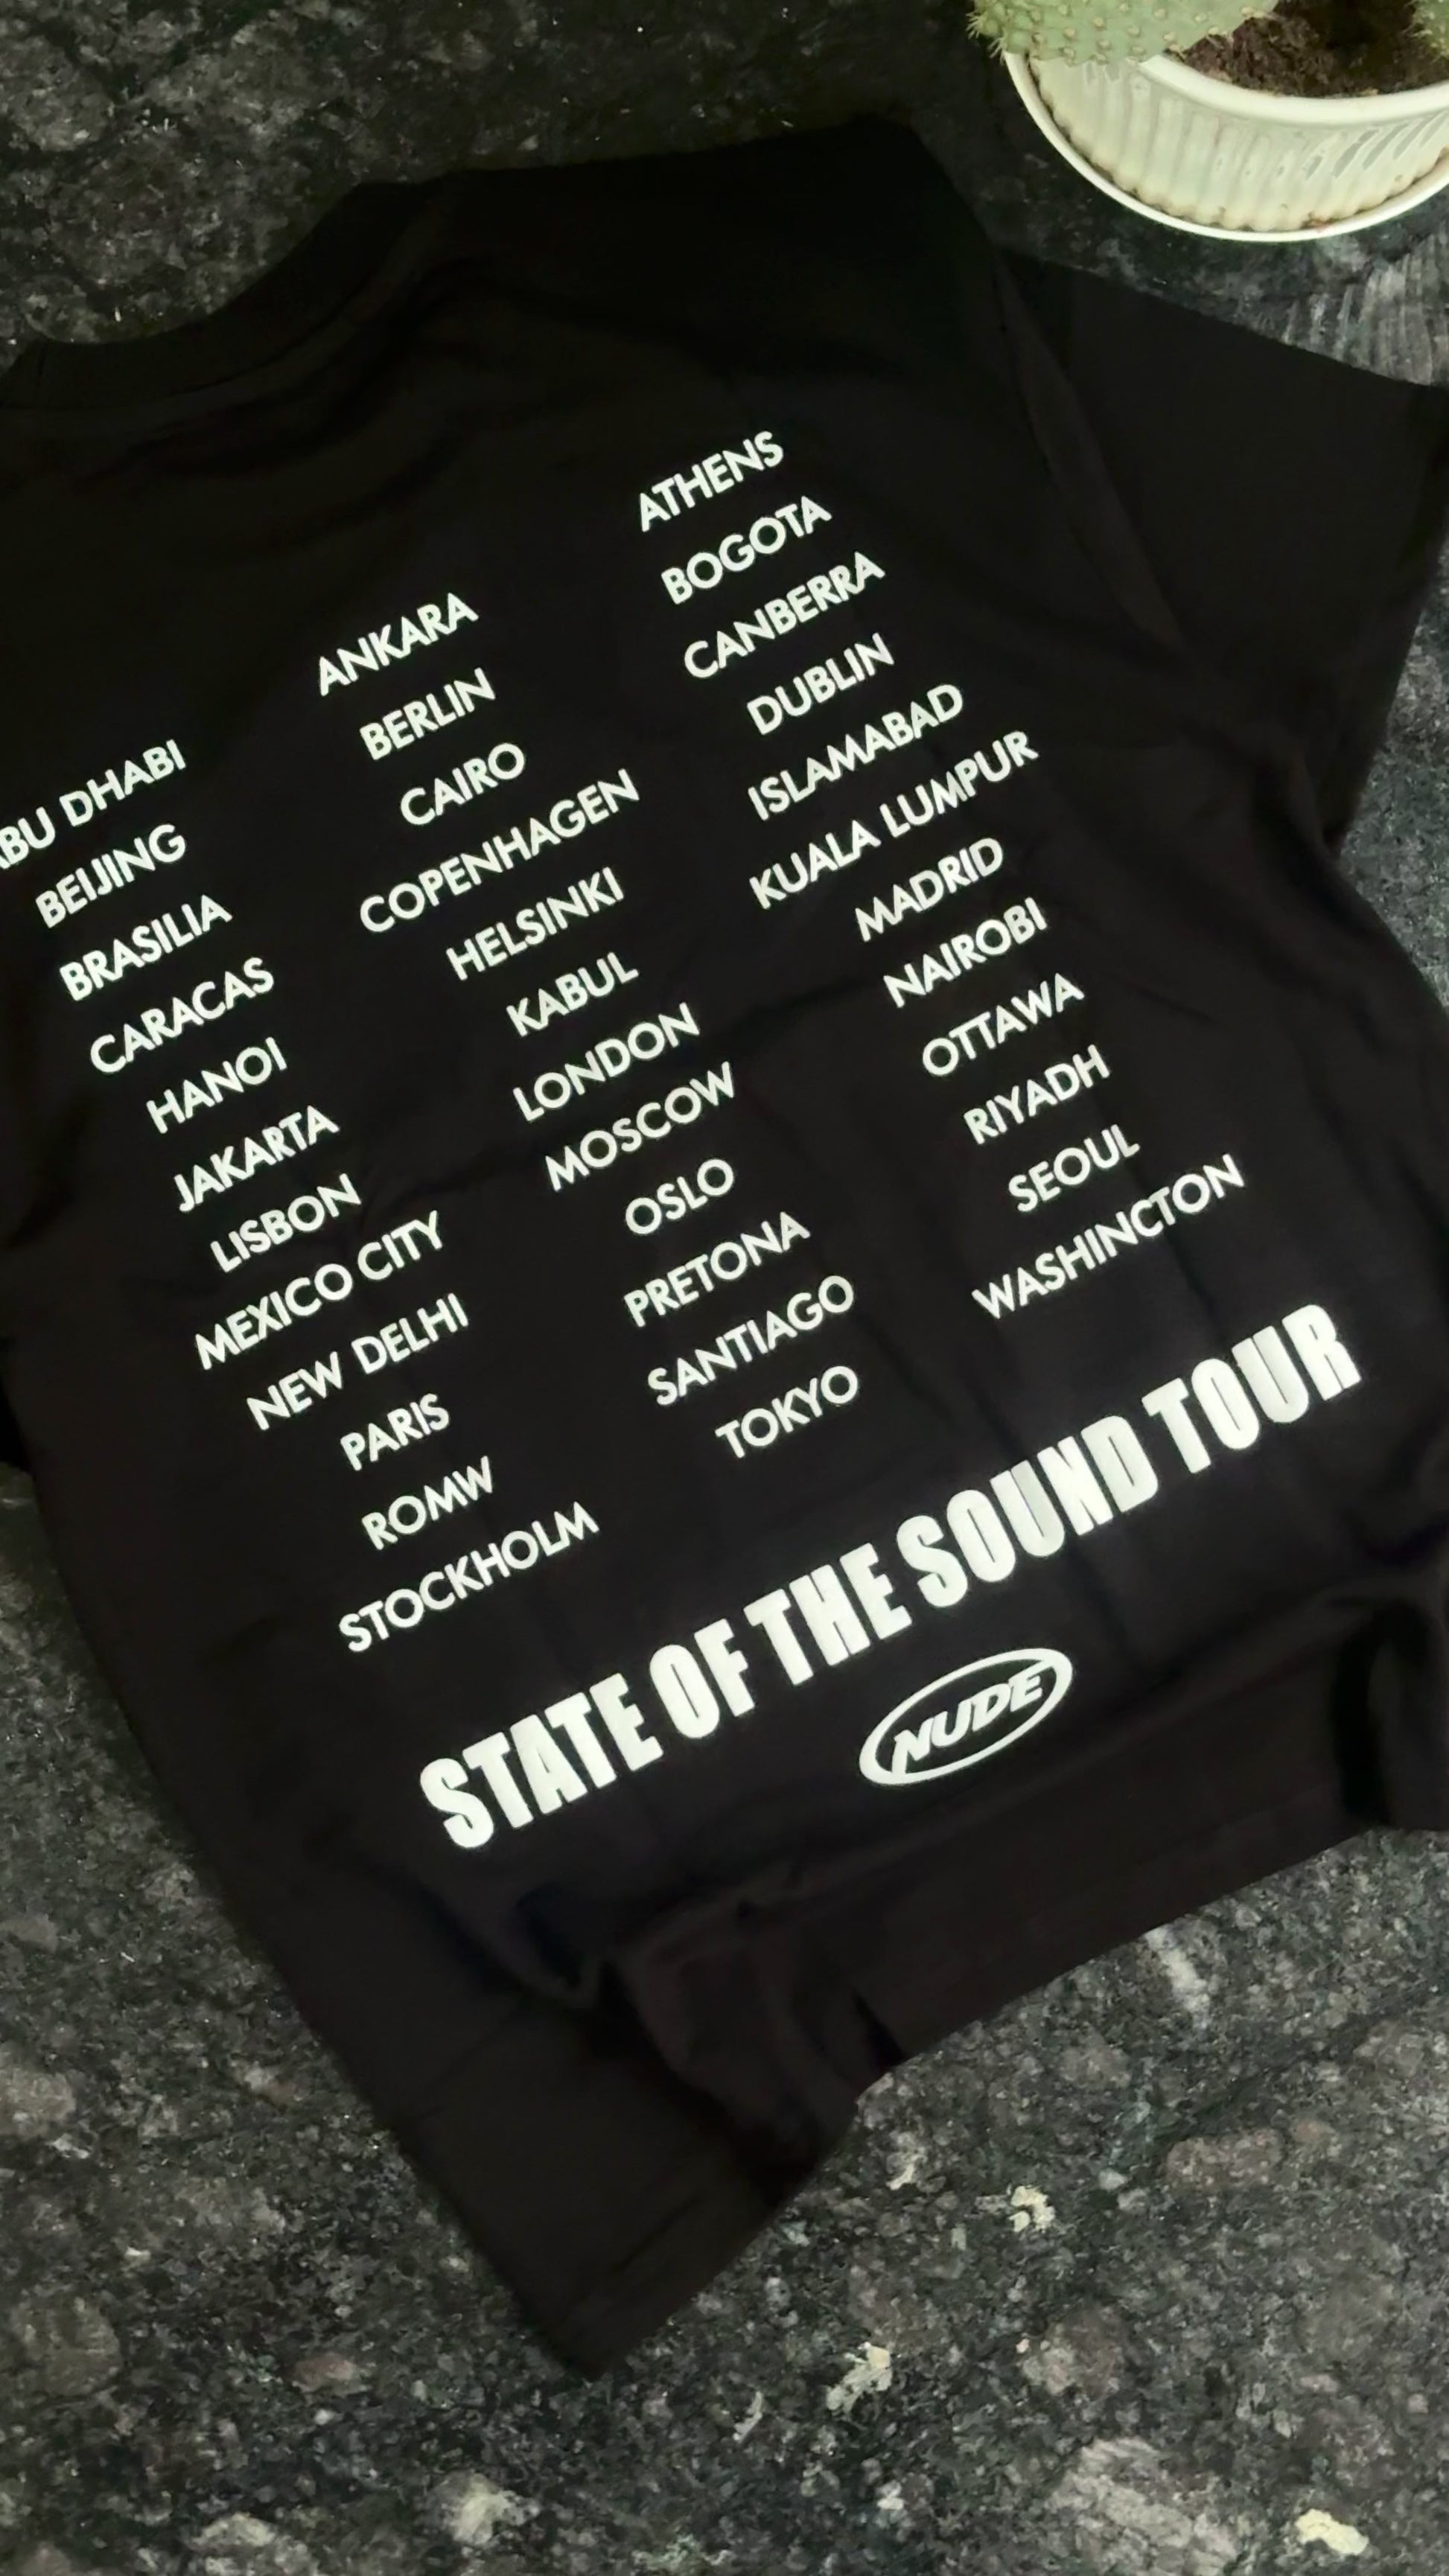 ABU DHABI
BEIJING
BRASILIA
CARACAS
HANOI
JAKARTA
LISBON
MEXICO CITY
NEW DELHI
PARIS
ROMW
STOCKHOLM
ANKARA
BERLIN
CAIRO
COPENHAGEN
HELSINKI
KABUL
LONDON
MOSCOW
OSLO
PRETONA
SANTIAGO
TOKYO
ATHENS
BOGOTA
CANBERRA
DUBLIN
ISLAMABAD
KUALA LUMPUR
MADRID
NAIROBI
OTTAWA
RIYADH
SEOUL
WASHINCTON
STATE OF THE SOUND TOUR
NUDE